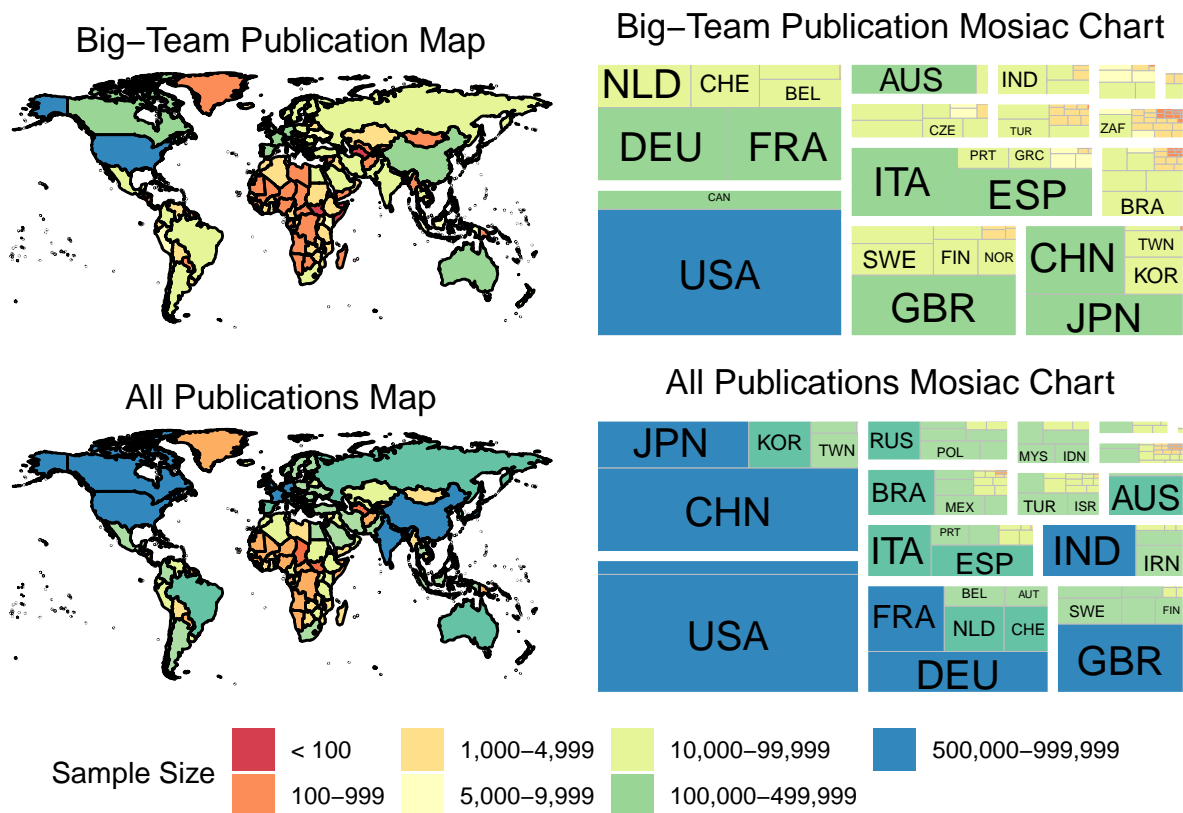 Big−Team Publication Map
Big−Team Publication Mosiac Chart
NLD
CHE
BEL
DEU
FRA
CAN
USA
AUS
IND
CZE
TUR
ZAF
ITA
PRT
GRC
ESP
BRA
SWE
FIN
NOR
GBR
CHN
TWN
KOR
JPN
All Publications Map
All Publications Mosiac Chart
JPN
KOR
TWN
CHN
USA
RUS
POL
MYS
IDN
BRA
MEX
TUR
ISR
AUS
ITA
PRT
ESP
IND
IRN
FRA
BEL
AUT
NLD
CHE
DEU
SWE
FIN
GBR
Sample Size
< 100
100−999
1,000−4,999
5,000−9,999
10,000−99,999
100,000−499,999
500,000−999,999